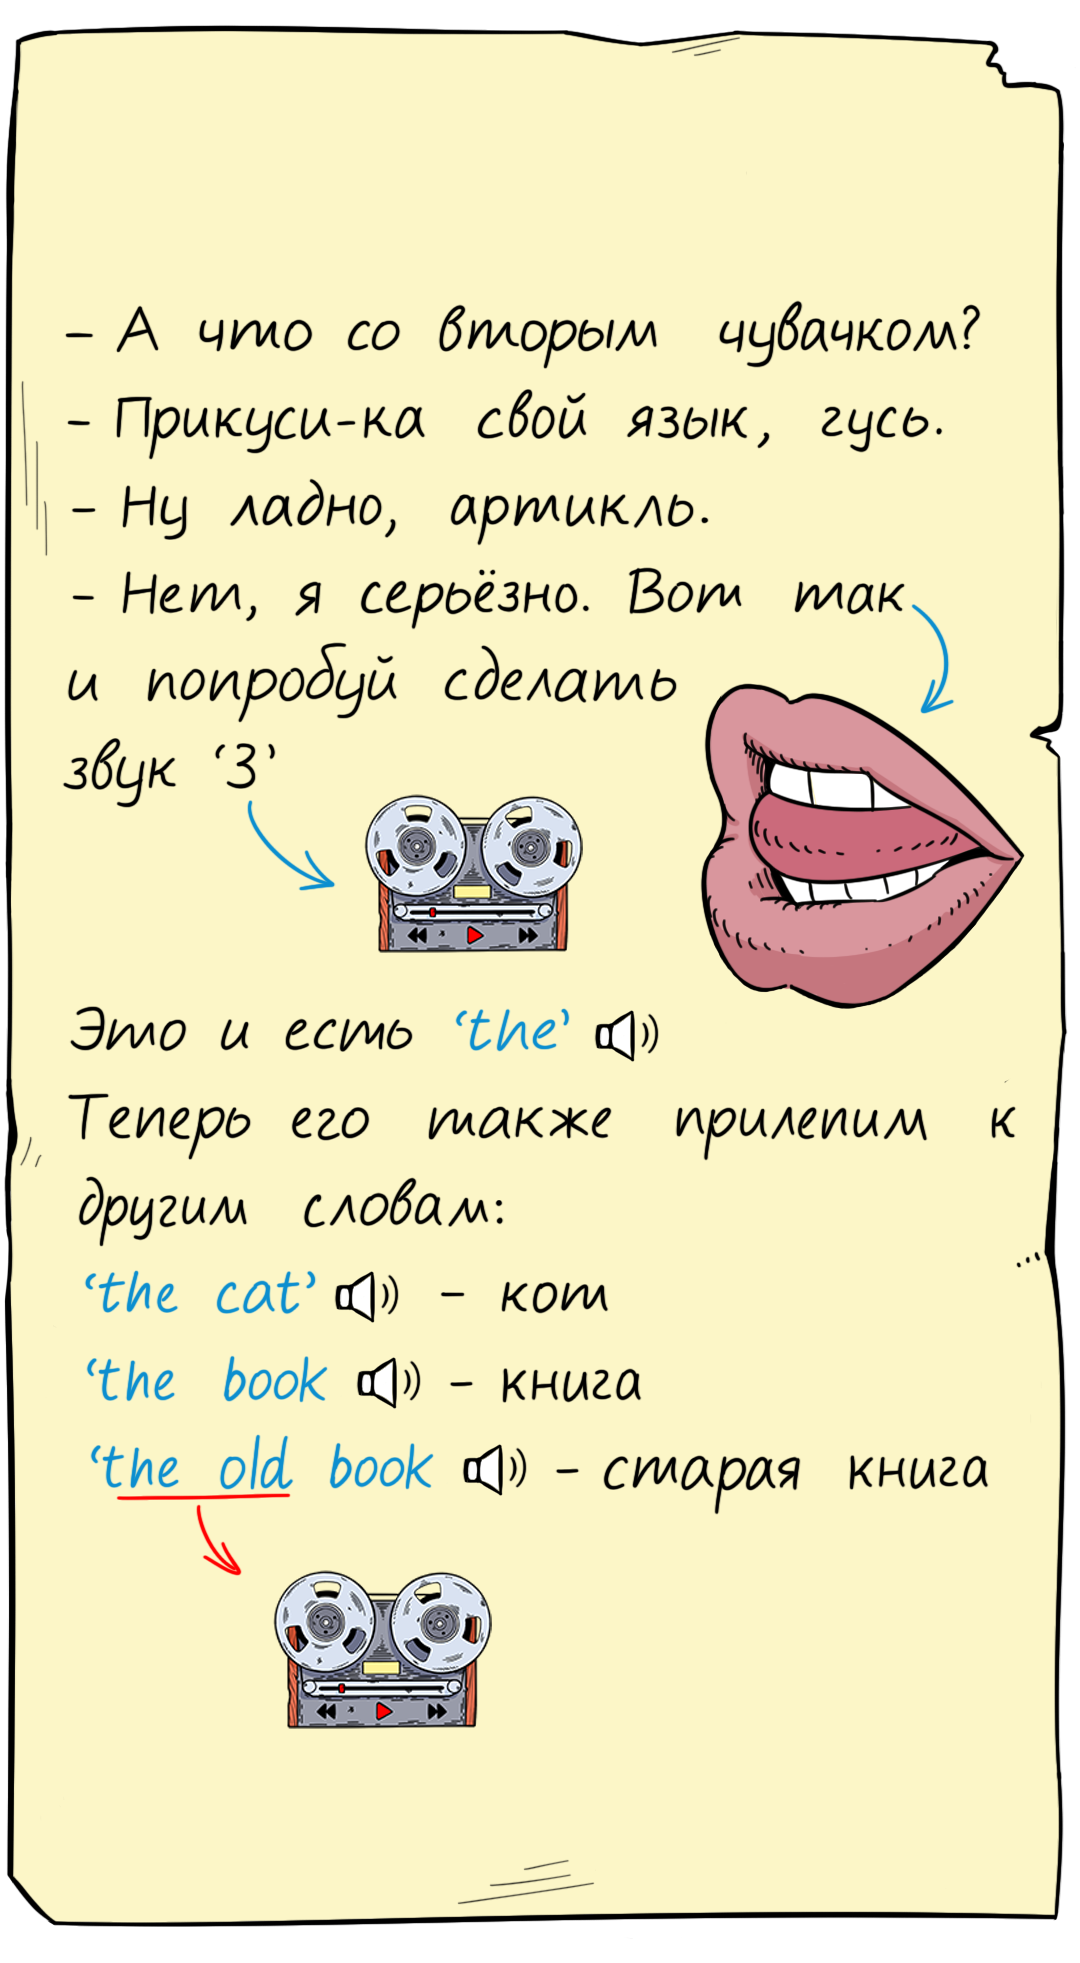 – А что со вторым чувачком?
– Прикуси-ка свой язык, гусь.
– Ну ладно, артикль.
– Нет, я серьёзно. Вот так
и попробуй сделать
звук ‘З’
Это и есть ‘the’
Теперь его также прилепим к
другим словам:
‘the cat’ – кот
‘the book – книга
‘the old book – старая книга